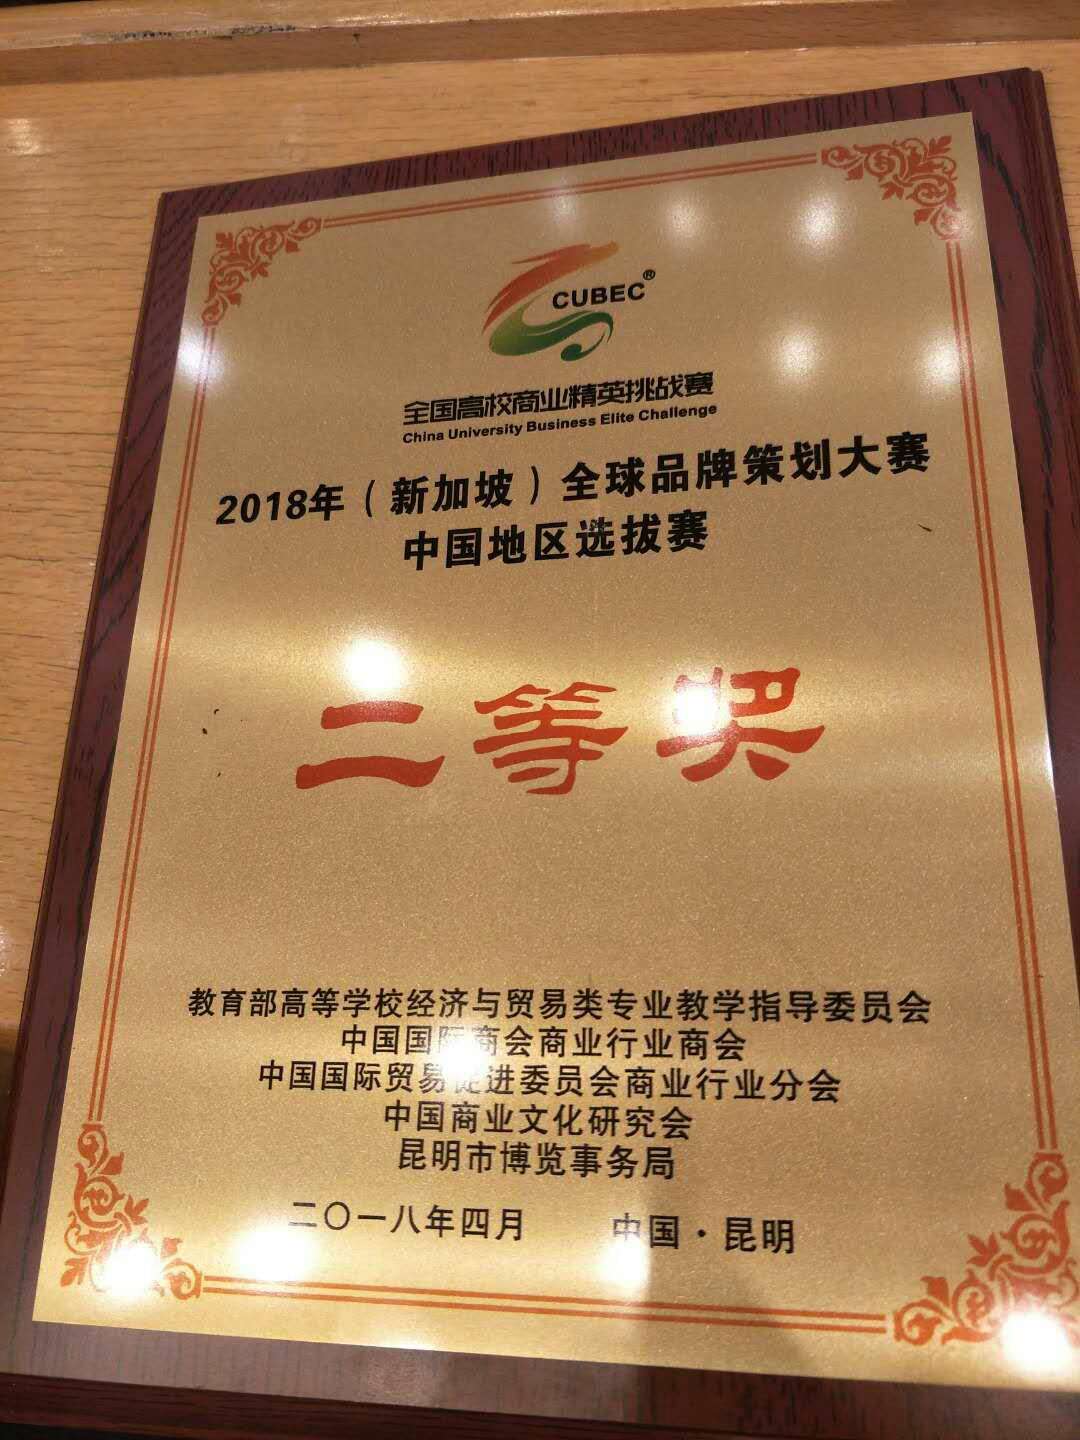 CUBEC®
全国高校商业精英挑战赛
China University Business Elite Challenge
2018年（新加坡）全球品牌策划大赛
中国地区选拔赛
二等奖
教育部高等学校经济与贸易类专业教学指导委员会
中国国际商会商业行业商会
中国国际贸易促进委员会商业行业分会
中国商业文化研究会
昆明市博览事务局
二〇一八年四月 中国·昆明